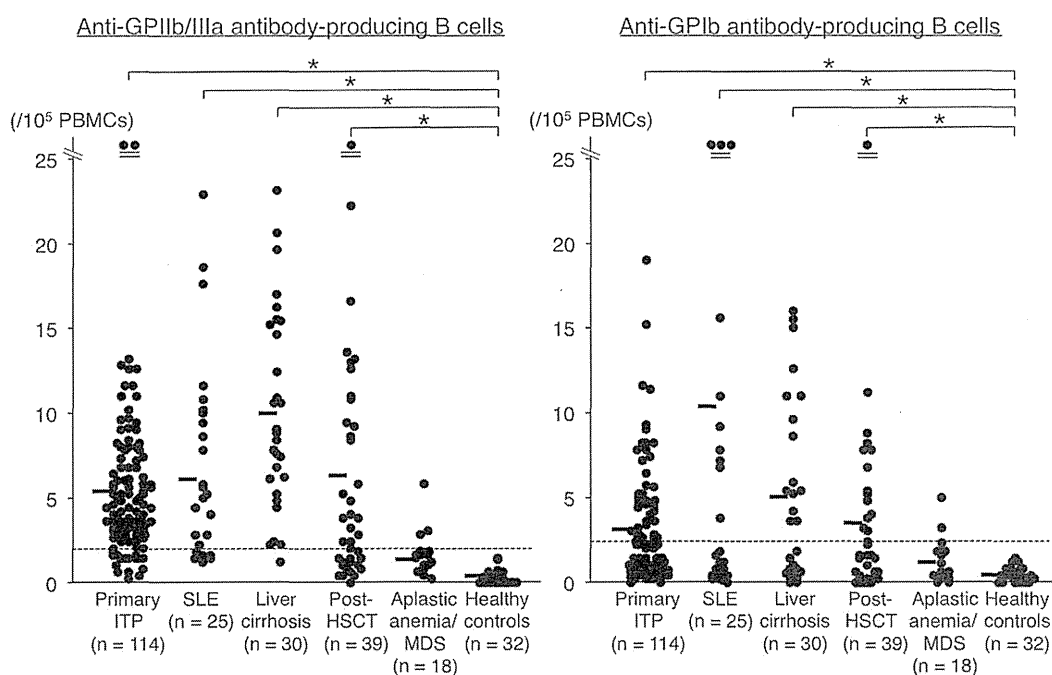 Anti-GPIIb/IIIa antibody-producing B cells
*
*
*
*
(/10⁵ PBMCs)
25
20
15
10
5
0
Primary ITP (n = 114)
SLE (n = 25)
Liver cirrhosis (n = 30)
Post-HSCT (n = 39)
Aplastic anemia/MDS (n = 18)
Healthy controls (n = 32)
Anti-GPIb antibody-producing B cells
*
*
*
*
(/10⁵ PBMCs)
25
20
15
10
5
0
Primary ITP (n = 114)
SLE (n = 25)
Liver cirrhosis (n = 30)
Post-HSCT (n = 39)
Aplastic anemia/MDS (n = 18)
Healthy controls (n = 32)